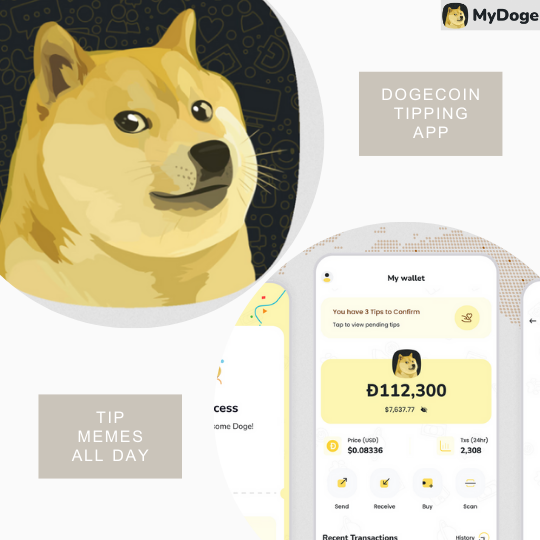 MyDoge
DOGECOIN
TIPPING
APP
My wallet
You have 3 Tips to Confirm
Tap to view pending tips
Ð112,300
$7,637.77
cess
ome Doge!
Price (USD)
$0.08336
Txs (24hr)
2,308
Send
Receive
Buy
Scan
Recent Transactions
History
TIP
MEMES
ALL DAY